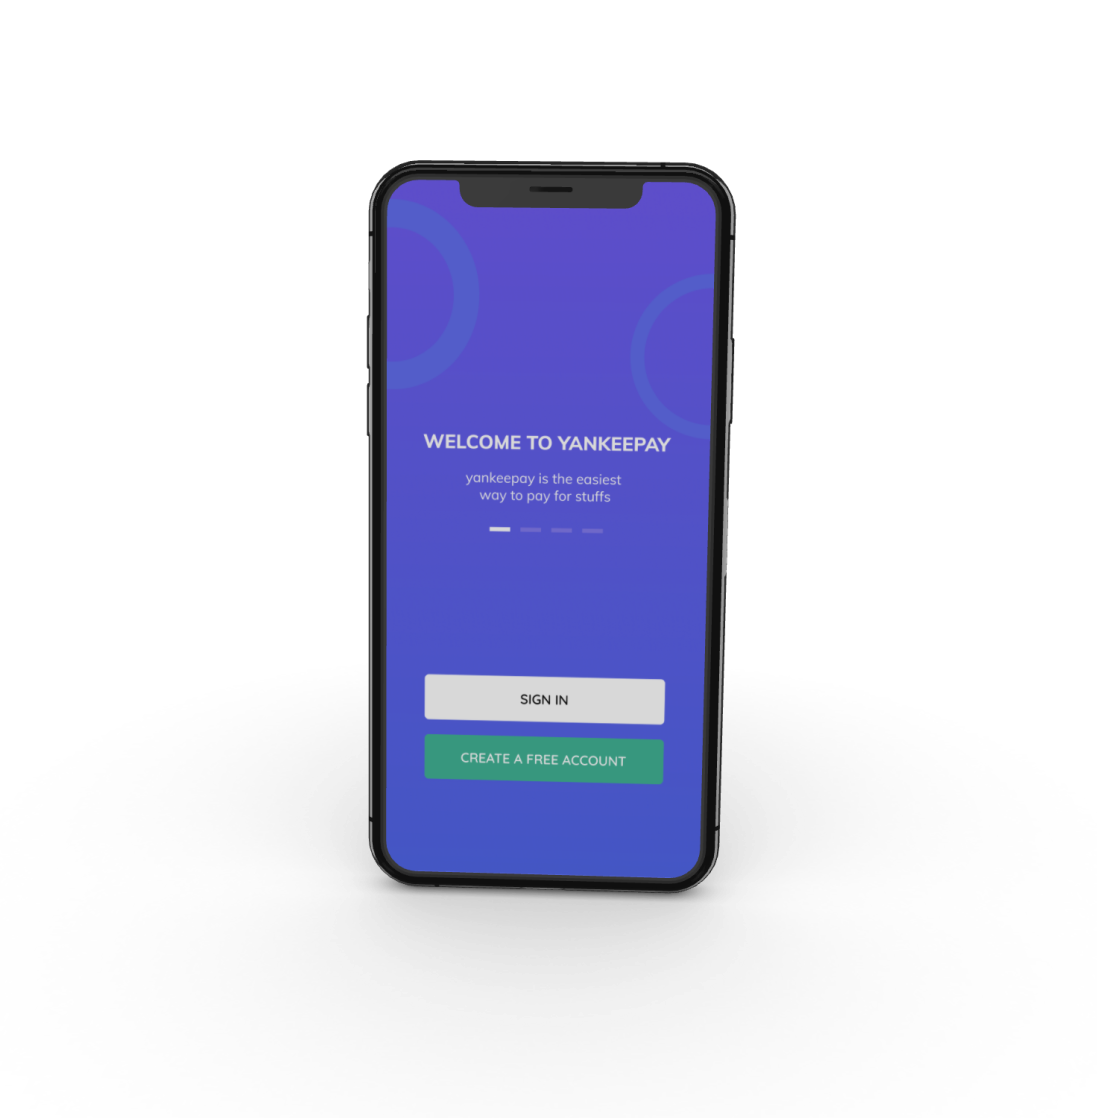 WELCOME TO YANKEEPAY
yankeepay is the easiest
way to pay for stuffs
SIGN IN
CREATE A FREE ACCOUNT